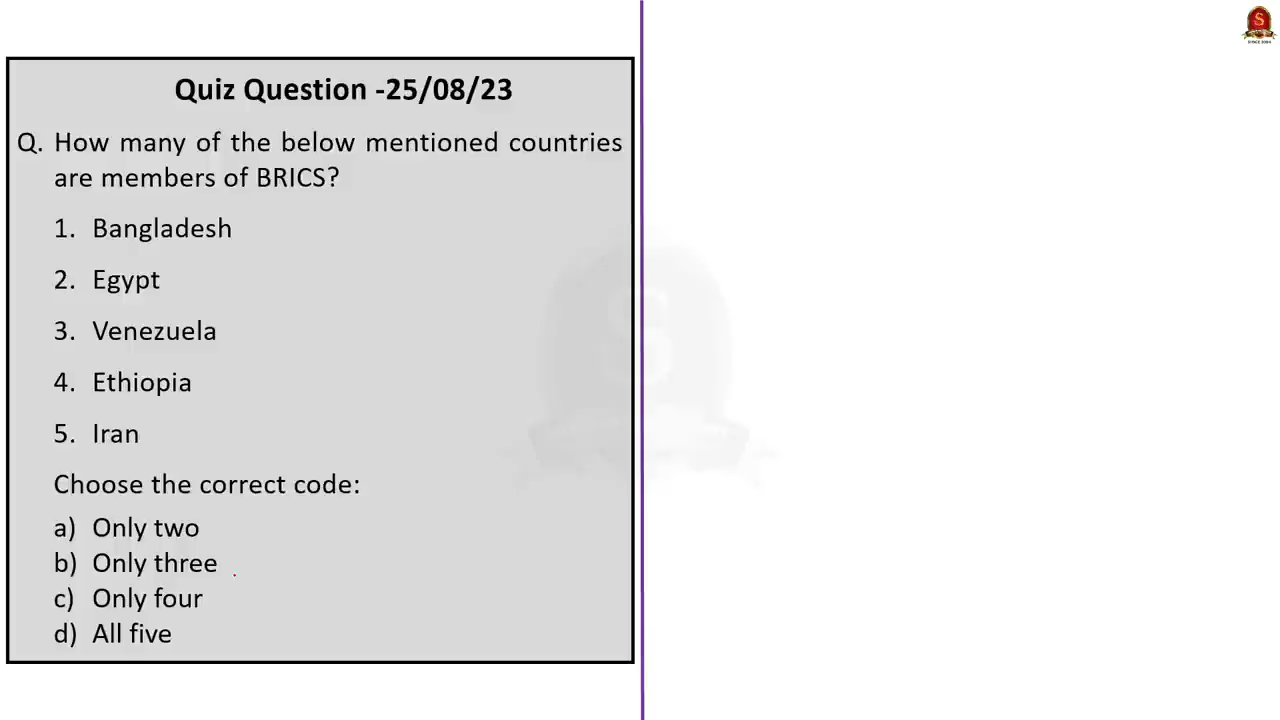 Quiz Question -25/08/23
Q. How many of the below mentioned countries
are members of BRICS?
1. Bangladesh
2. Egypt
3. Venezuela
4. Ethiopia
5. Iran
Choose the correct code:
a) Only two
b) Only three
c) Only four
d) All five
S
S